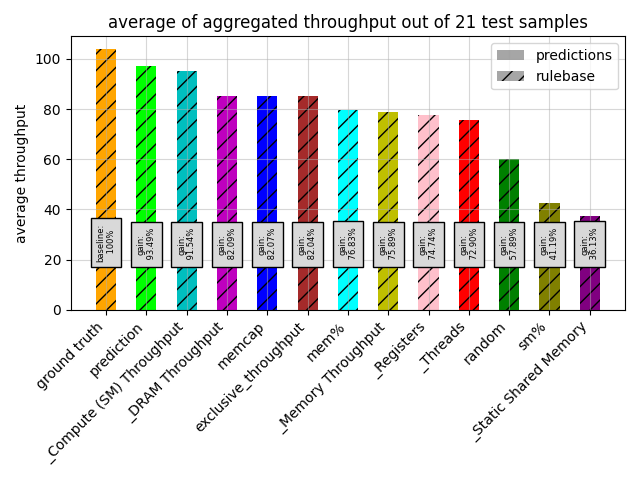 average of aggregated throughput out of 21 test samples
average throughput
100
80
60
40
20
0
predictions
rulebase
baseline:
100%
gain:
93.49%
gain:
91.54%
gain:
82.09%
gain:
82.07%
gain:
82.04%
gain:
76.83%
gain:
75.89%
gain:
74.74%
gain:
72.90%
gain:
57.89%
gain:
41.19%
gain:
36.13%
ground truth
prediction
_Compute (SM) Throughput
_DRAM Throughput
memcap
exclusive_throughput
mem%
_Memory Throughput
_Registers
_Threads
random
sm%
_Static Shared Memory